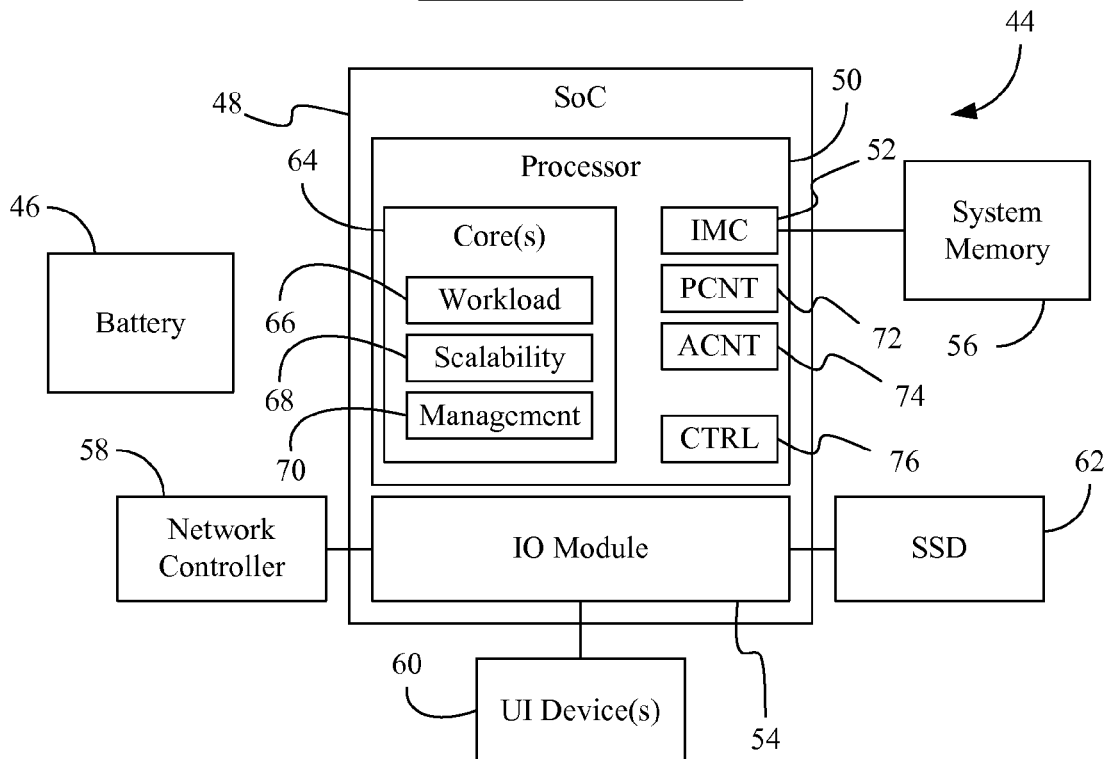 44
48
SoC
50
64
Processor
52
46
Core(s)
IMC
System
Memory
Battery
66
Workload
PCNT
72
56
68
Scalability
ACNT
74
58
70
Management
CTRL
76
62
Network
Controller
IO Module
SSD
60
UI Device(s)
54